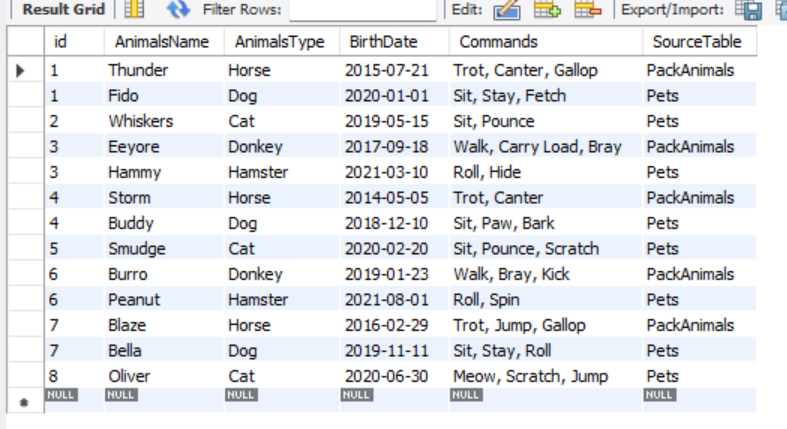 Result Grid Filter Rows: Edit: Export/Import:
id AnimalsName AnimalsType BirthDate Commands SourceTable
1 Thunder Horse 2015-07-21 Trot, Canter, Gallop PackAnimals
1 Fido Dog 2020-01-01 Sit, Stay, Fetch Pets
2 Whiskers Cat 2019-05-15 Sit, Pounce Pets
3 Eeyore Donkey 2017-09-18 Walk, Carry Load, Bray PackAnimals
3 Hammy Hamster 2021-03-10 Roll, Hide Pets
4 Storm Horse 2014-05-05 Trot, Canter PackAnimals
4 Buddy Dog 2018-12-10 Sit, Paw, Bark Pets
5 Smudge Cat 2020-02-20 Sit, Pounce, Scratch Pets
6 Burro Donkey 2019-01-23 Walk, Bray, Kick PackAnimals
6 Peanut Hamster 2021-08-01 Roll, Spin Pets
7 Blaze Horse 2016-02-29 Trot, Jump, Gallop PackAnimals
7 Bella Dog 2019-11-11 Sit, Stay, Roll Pets
8 Oliver Cat 2020-06-30 Meow, Scratch, Jump Pets
NULL NULL NULL NULL NULL NULL